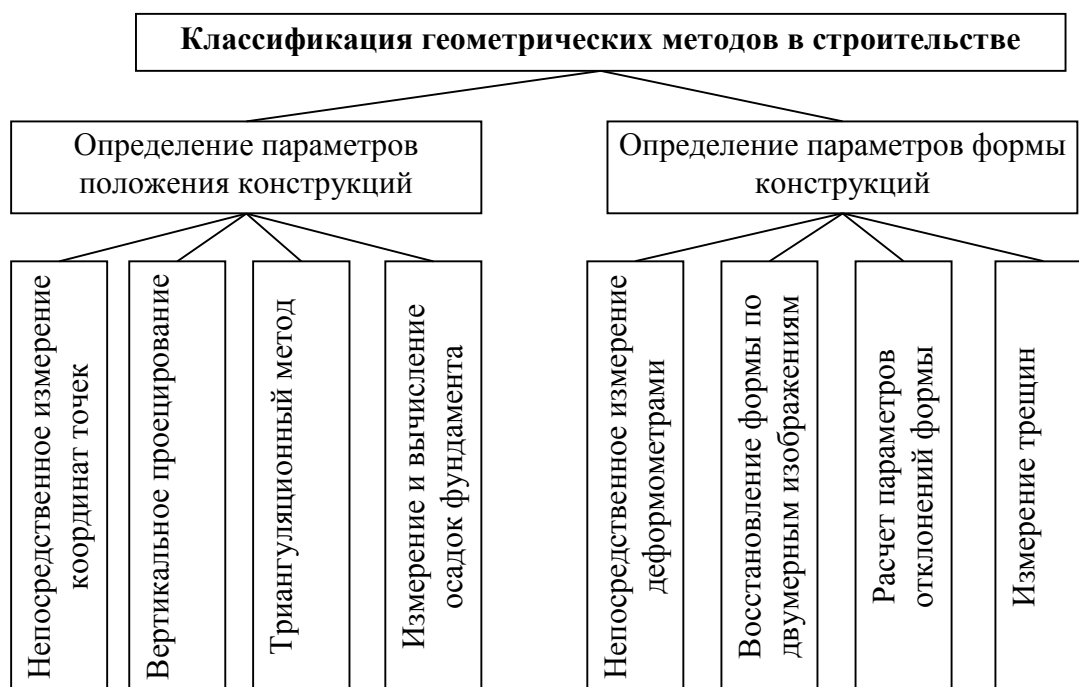 Классификация геометрических методов в строительстве
Определение параметров
положения конструкций
Определение параметров формы
конструкций
Непосредственное измерение
координат точек
Вертикальное проецирование
Триангуляционный метод
Измерение и вычисление
осадок фундамента
Непосредственное измерение
деформометрами
Восстановление формы по
двумерным изображениям
Расчет параметров
отклонений формы
Измерение трещин